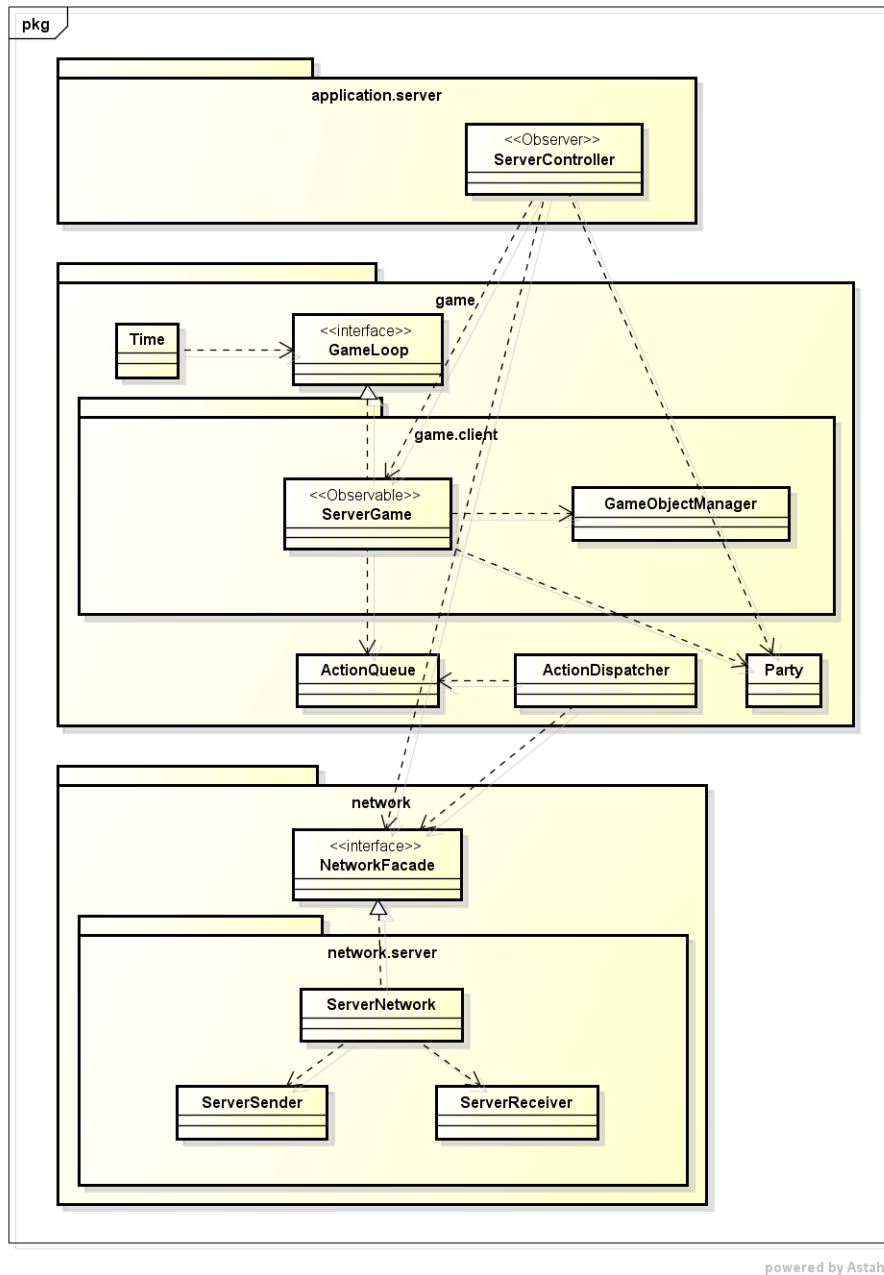 pkg
application.server
<<Observer>>
ServerController
game
Time
<<interface>>
GameLoop
game.client
<<Observable>>
ServerGame
GameObjectManager
ActionQueue
ActionDispatcher
Party
network
<<interface>>
NetworkFacade
network.server
ServerNetwork
ServerSender
ServerReceiver
powered by Astah